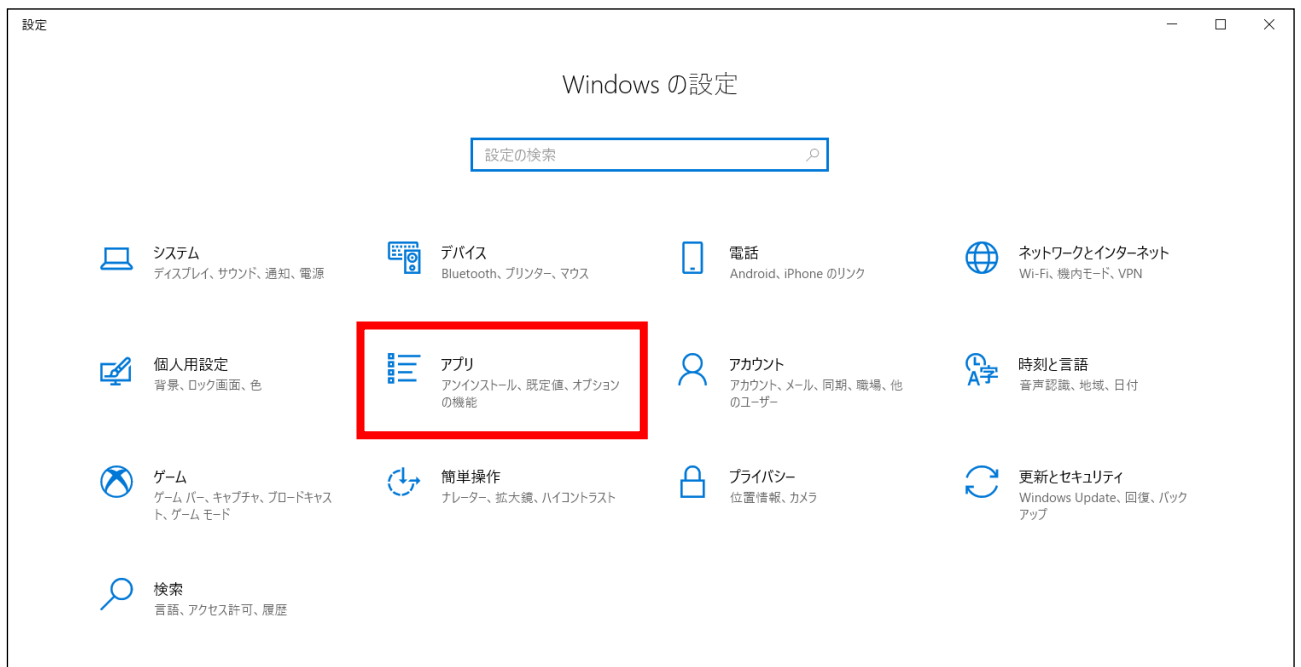 設定
Windows の設定
設定の検索
システム
ディスプレイ、サウンド、通知、電源
デバイス
Bluetooth、プリンター、マウス
電話
Android、iPhone のリンク
ネットワークとインターネット
Wi-Fi、機内モード、VPN
個人用設定
背景、ロック画面、色
アプリ
アンインストール、既定値、オプション
の機能
アカウント
アカウント、メール、同期、職場、他
のユーザー
時刻と言語
音声認識、地域、日付
ゲーム
ゲーム バー、キャプチャ、ブロードキャス
ト、ゲーム モード
簡単操作
ナレーター、拡大鏡、ハイコントラスト
プライバシー
位置情報、カメラ
更新とセキュリティ
Windows Update、回復、バック
アップ
検索
言語、アクセス許可、履歴